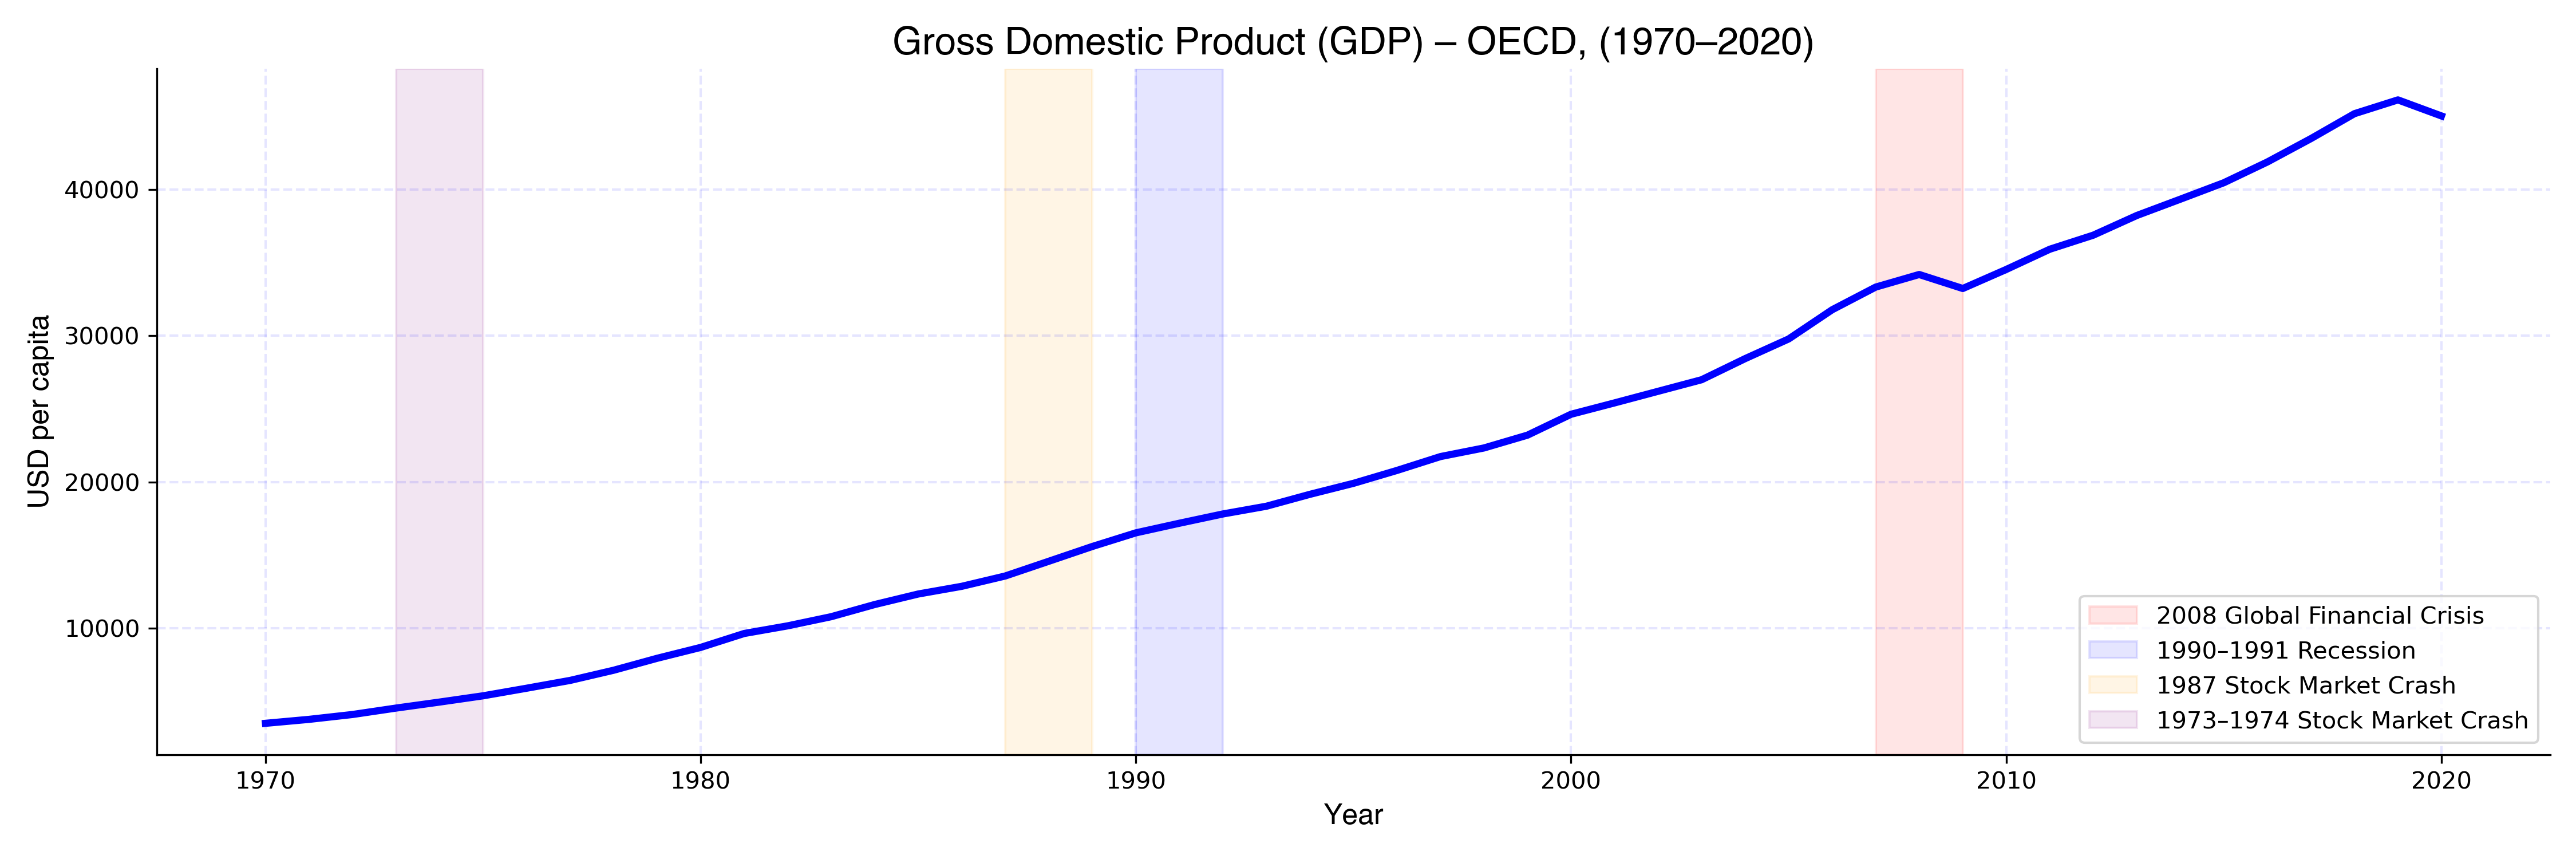 Gross Domestic Product (GDP) – OECD, (1970–2020)
USD per capita
40000
30000
20000
10000
1970 1980 1990 2000 2010 2020
Year
2008 Global Financial Crisis
1990–1991 Recession
1987 Stock Market Crash
1973–1974 Stock Market Crash